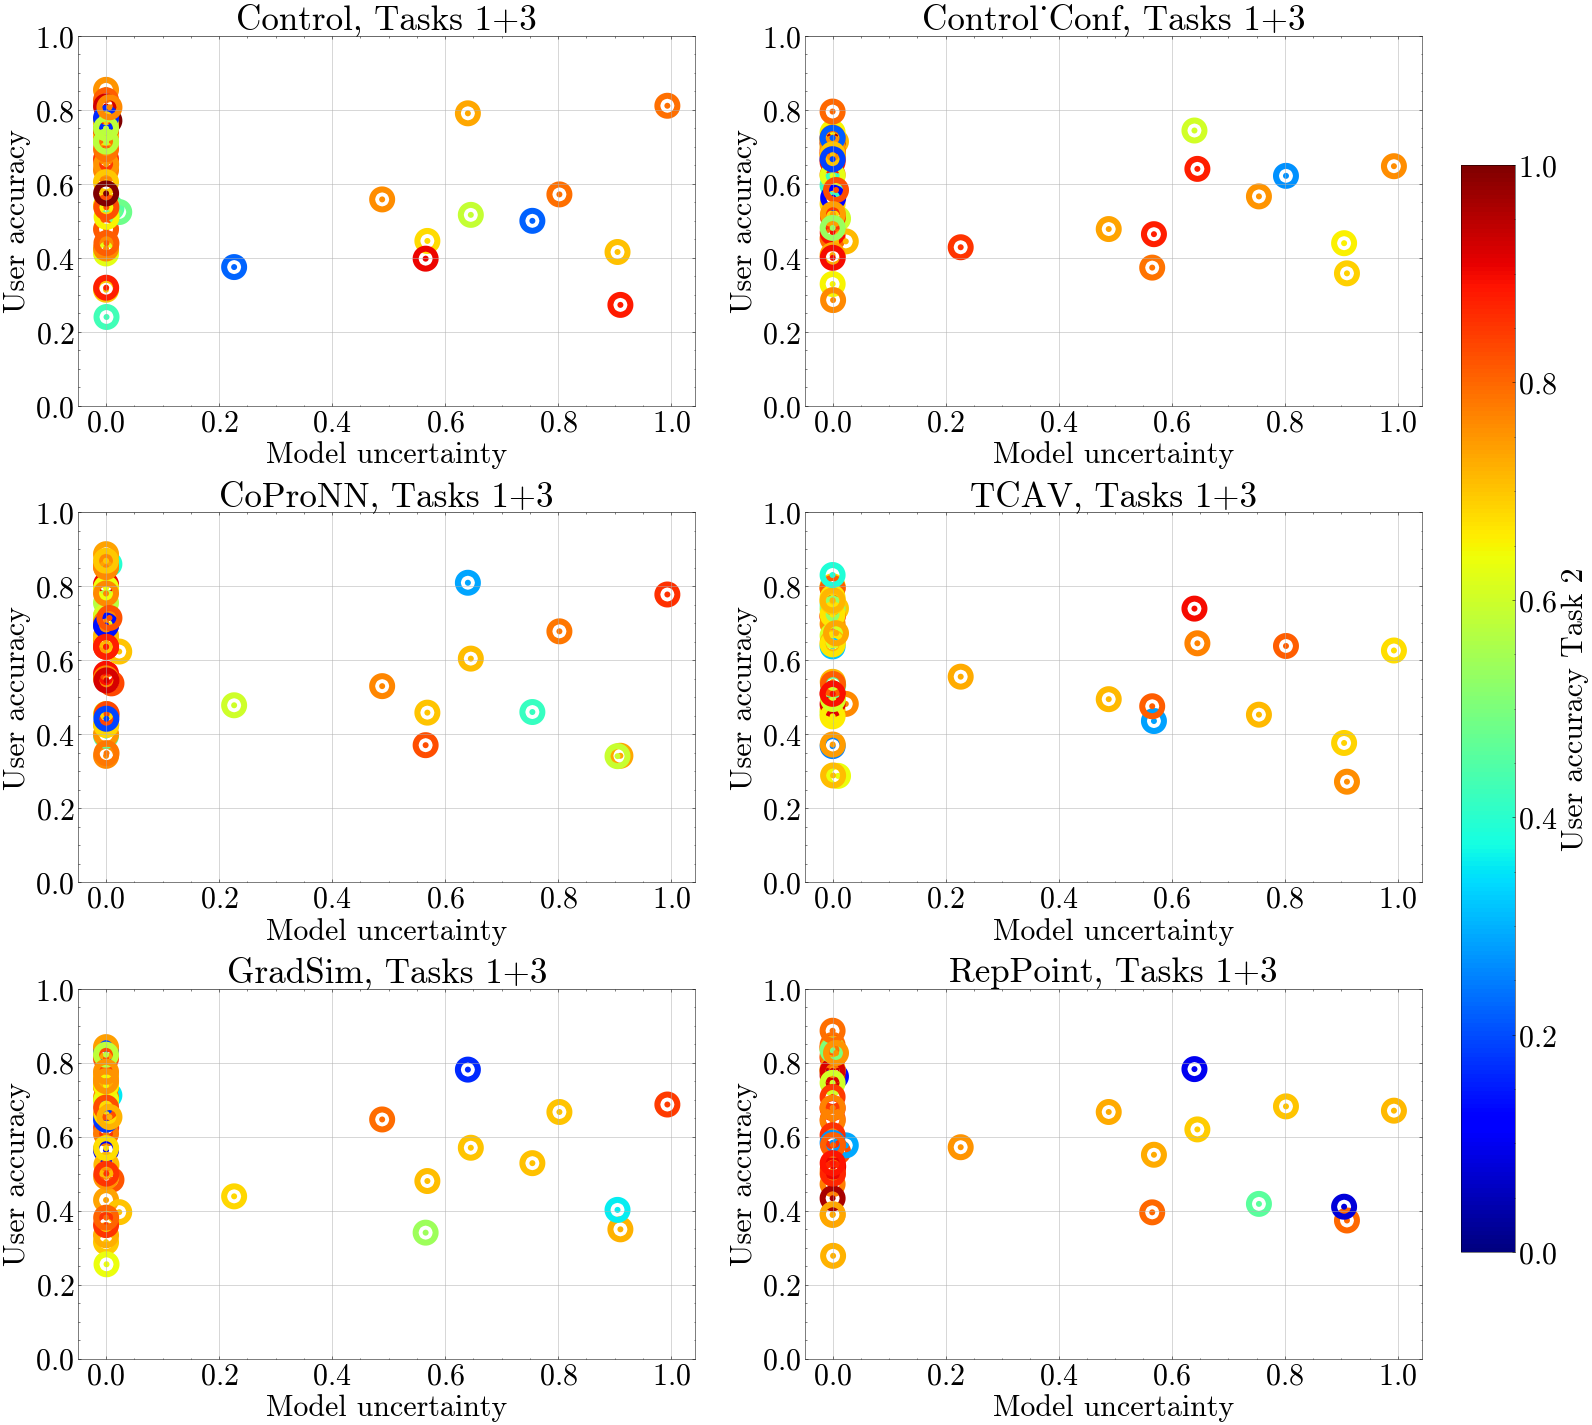 Control, Tasks 1+3
1.0
0.8
0.6
0.4
0.2
0.0
User accuracy
0.0 0.2 0.4 0.6 0.8 1.0
Model uncertainty
Control˙Conf, Tasks 1+3
1.0
0.8
0.6
0.4
0.2
0.0
User accuracy
0.0 0.2 0.4 0.6 0.8 1.0
Model uncertainty
CoProNN, Tasks 1+3
1.0
0.8
0.6
0.4
0.2
0.0
User accuracy
0.0 0.2 0.4 0.6 0.8 1.0
Model uncertainty
TCAV, Tasks 1+3
1.0
0.8
0.6
0.4
0.2
0.0
User accuracy
0.0 0.2 0.4 0.6 0.8 1.0
Model uncertainty
GradSim, Tasks 1+3
1.0
0.8
0.6
0.4
0.2
0.0
User accuracy
0.0 0.2 0.4 0.6 0.8 1.0
Model uncertainty
RepPoint, Tasks 1+3
1.0
0.8
0.6
0.4
0.2
0.0
User accuracy
0.0 0.2 0.4 0.6 0.8 1.0
Model uncertainty
1.0
0.8
0.6
0.4
0.2
0.0
User accuracy Task 2